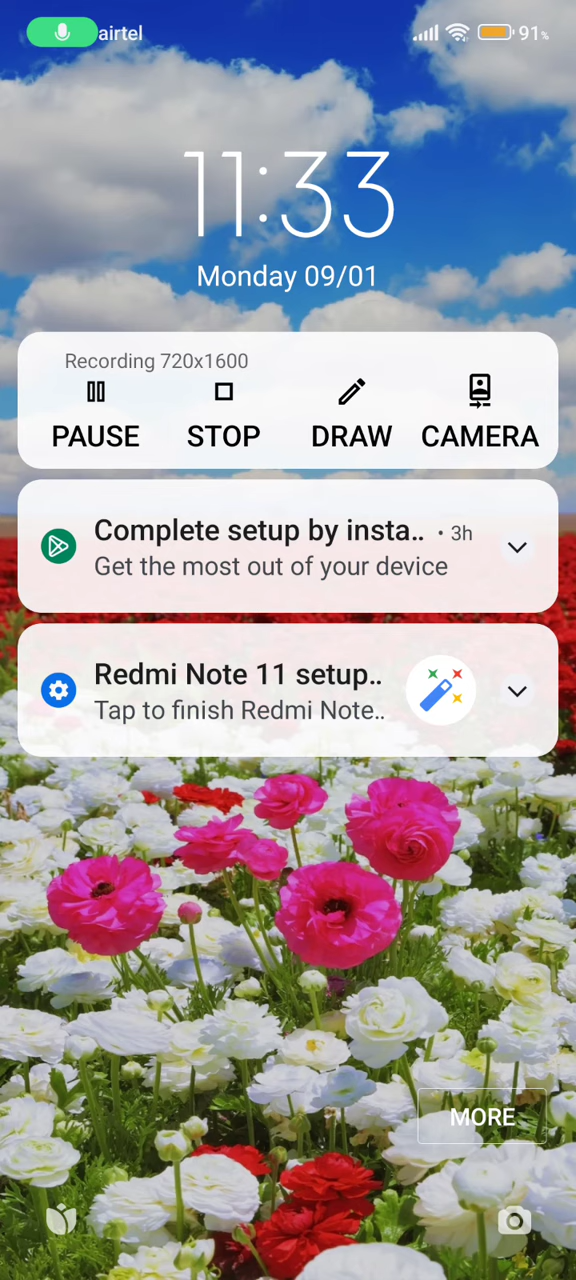 airtel 91%
11:33
Monday 09/01
Recording 720x1600
PAUSE STOP DRAW CAMERA
Complete setup by insta.. • 3h
Get the most out of your device
Redmi Note 11 setup..
Tap to finish Redmi Note..
MORE